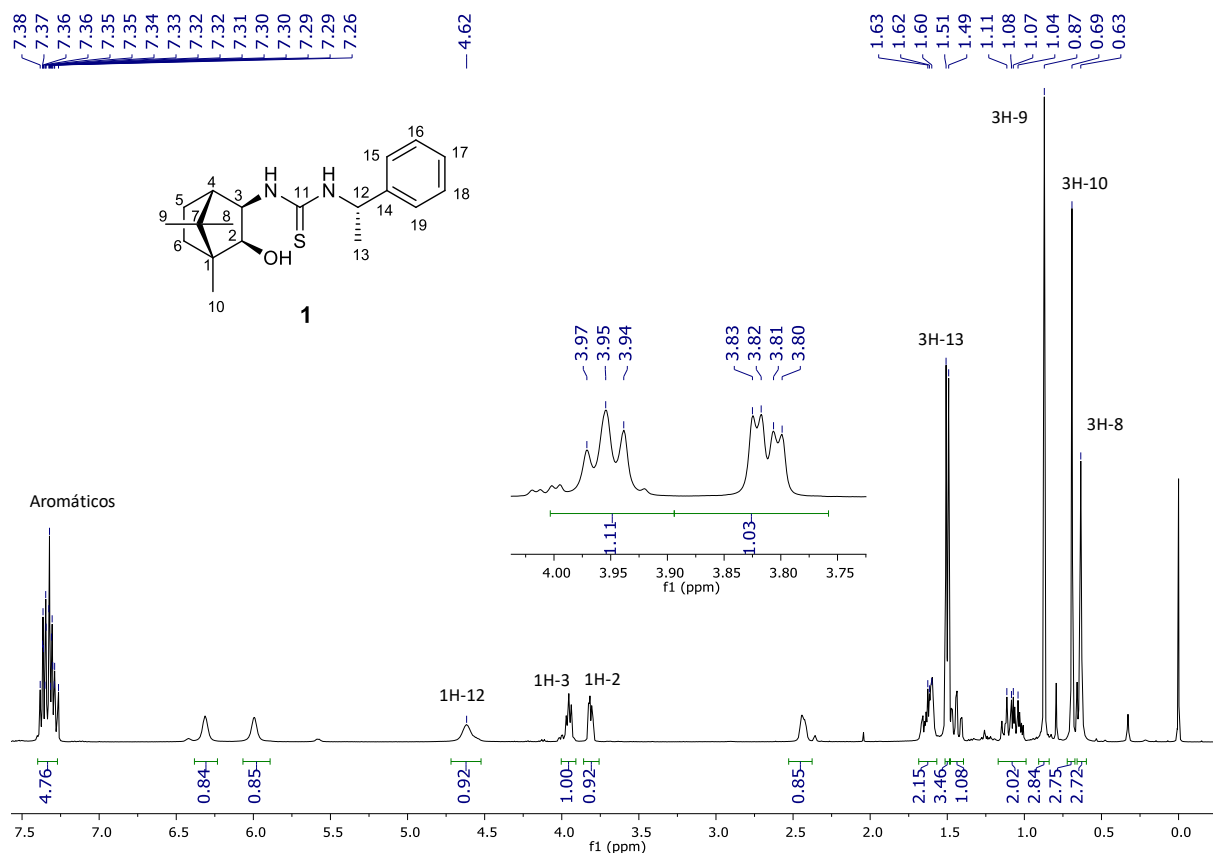 7.38 7.37 7.36 7.36 7.35 7.35 7.34 7.33 7.32 7.32 7.31 7.30 7.30 7.29 7.29 7.26
4.62
1.63 1.62 1.60 1.51 1.49 1.11 1.08 1.07 1.04 0.87 0.69 0.63
3H-9
3H-10
3H-13
3H-8
16
15 17
H H
4 3 11 12 18
5 N N 14
9 7 8 19
6 2 S 13
1 OH
10
1
3.97 3.95 3.94 3.83 3.82 3.81 3.80
1.11 1.03
4.00 3.95 3.90 3.85 3.80 3.75
f1 (ppm)
Aromáticos
1H-12
1H-3
1H-2
4.76 0.84 0.85 0.92 1.00 0.92 0.85 2.15 3.46 1.08 2.02 2.84 2.75 2.72
7.5 7.0 6.5 6.0 5.5 5.0 4.5 4.0 3.5 3.0 2.5 2.0 1.5 1.0 0.5 0.0
f1 (ppm)